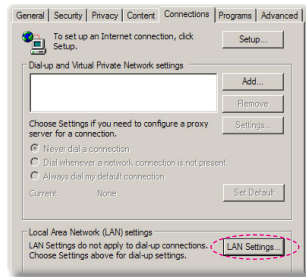 General Security Privacy Content Connections Programs Advanced
To set up an Internet connection, click
Setup.
Setup...
Dial-up and Virtual Private Network settings
Add...
Remove
Choose Settings if you need to configure a proxy
server for a connection.
Settings...
Never dial a connection
Dial whenever a network connection is not present
Always dial my default connection
Current: None
Set Default
Local Area Network (LAN) settings
LAN Settings do not apply to dial-up connections.
Choose Settings above for dial-up settings.
LAN Settings...